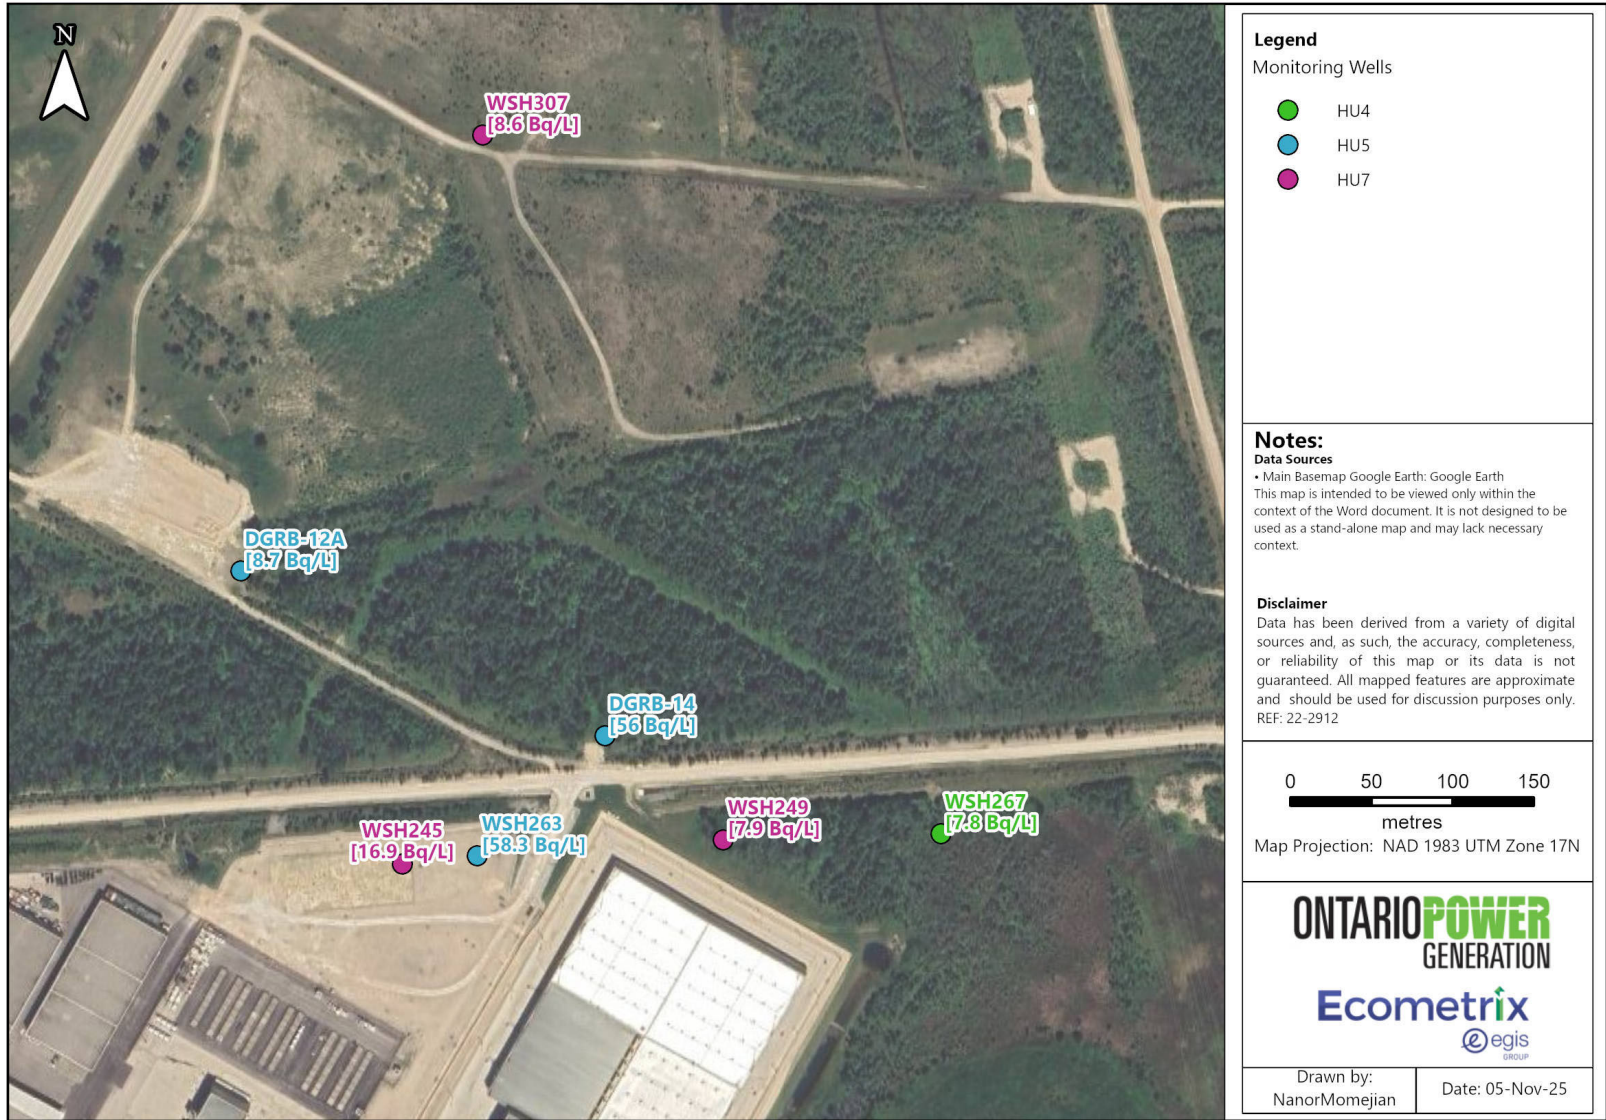 N
WSH307
[8.6 Bq/L]
DGRB-12A
[8.7 Bq/L]
DGRB-14
[56 Bq/L]
WSH249
[7.9 Bq/L]
WSH267
[7.8 Bq/L]
WSH245
[16.9 Bq/L]
WSH263
[58.3 Bq/L]
Legend
Monitoring Wells
HU4
HU5
HU7
Notes:
Data Sources
• Main Basemap Google Earth: Google Earth
This map is intended to be viewed only within the
context of the Word document. It is not designed to be
used as a stand-alone map and may lack necessary
context.
Disclaimer
Data has been derived from a variety of digital
sources and, as such, the accuracy, completeness,
or reliability of this map or its data is not
guaranteed. All mapped features are approximate
and should be used for discussion purposes only.
REF: 22-2912
0 50 100 150
metres
Map Projection: NAD 1983 UTM Zone 17N
ONTARIOPOWER
GENERATION
Ecometrix
egis
GROUP
Drawn by:
NanorMomejian
Date: 05-Nov-25